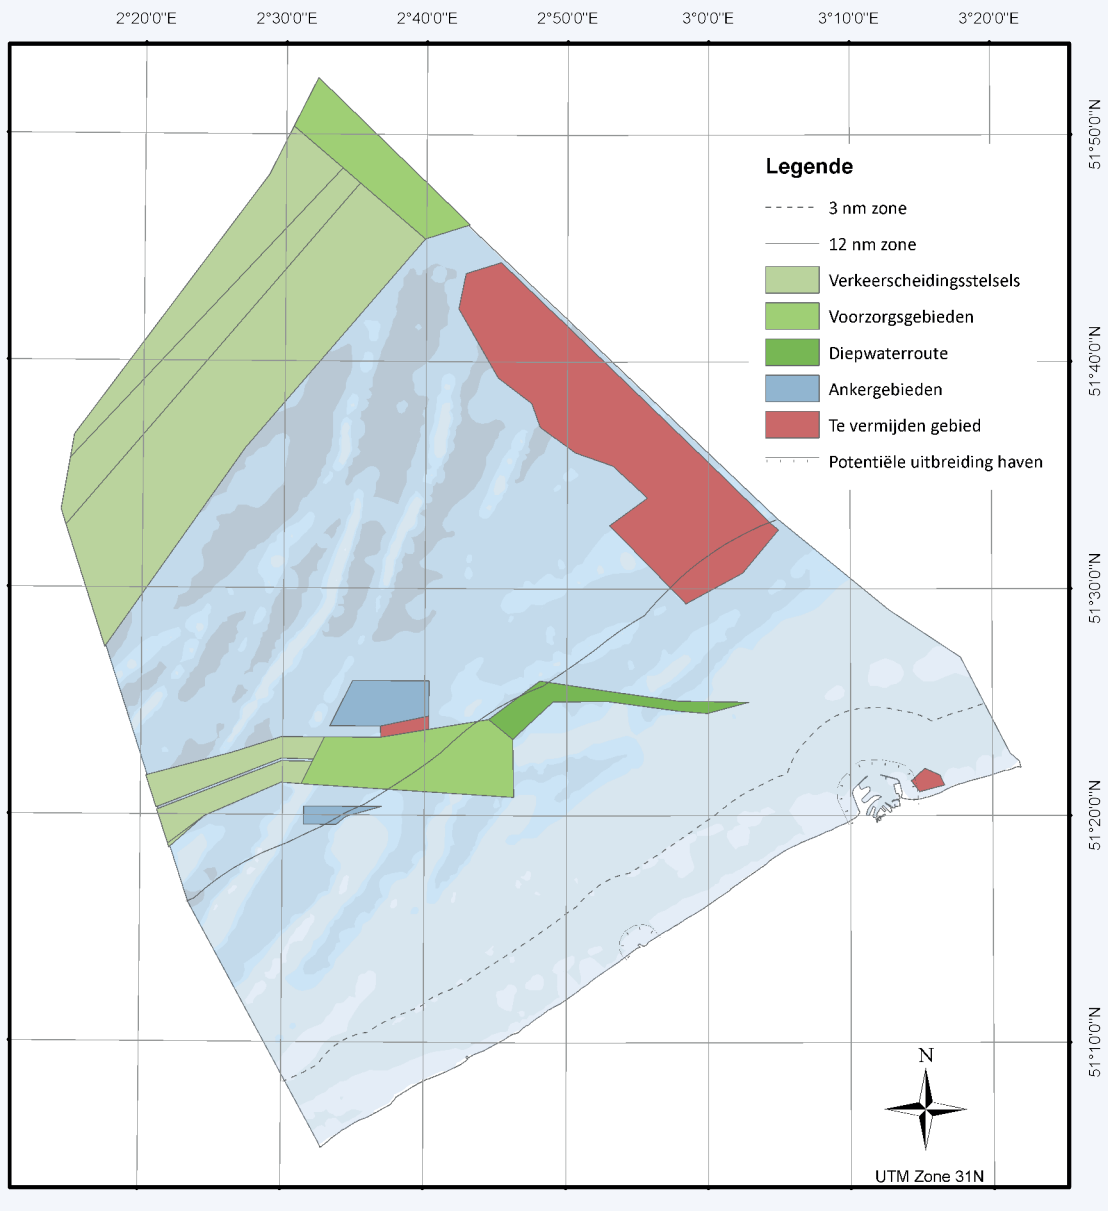 2°20'0"E 2°30'0"E 2°40'0"E 2°50'0"E 3°0'0"E 3°10'0"E 3°20'0"E
51°50'0"N
Legende
3 nm zone
12 nm zone
Verkeerscheidingsstelsels
Voorzorgsgebieden
Diepwaterroute
Ankergebieden
Te vermijden gebied
Potentiële uitbreiding haven
51°40'0"N
51°30'0"N
51°20'0"N
51°10'0"N
N
UTM Zone 31N